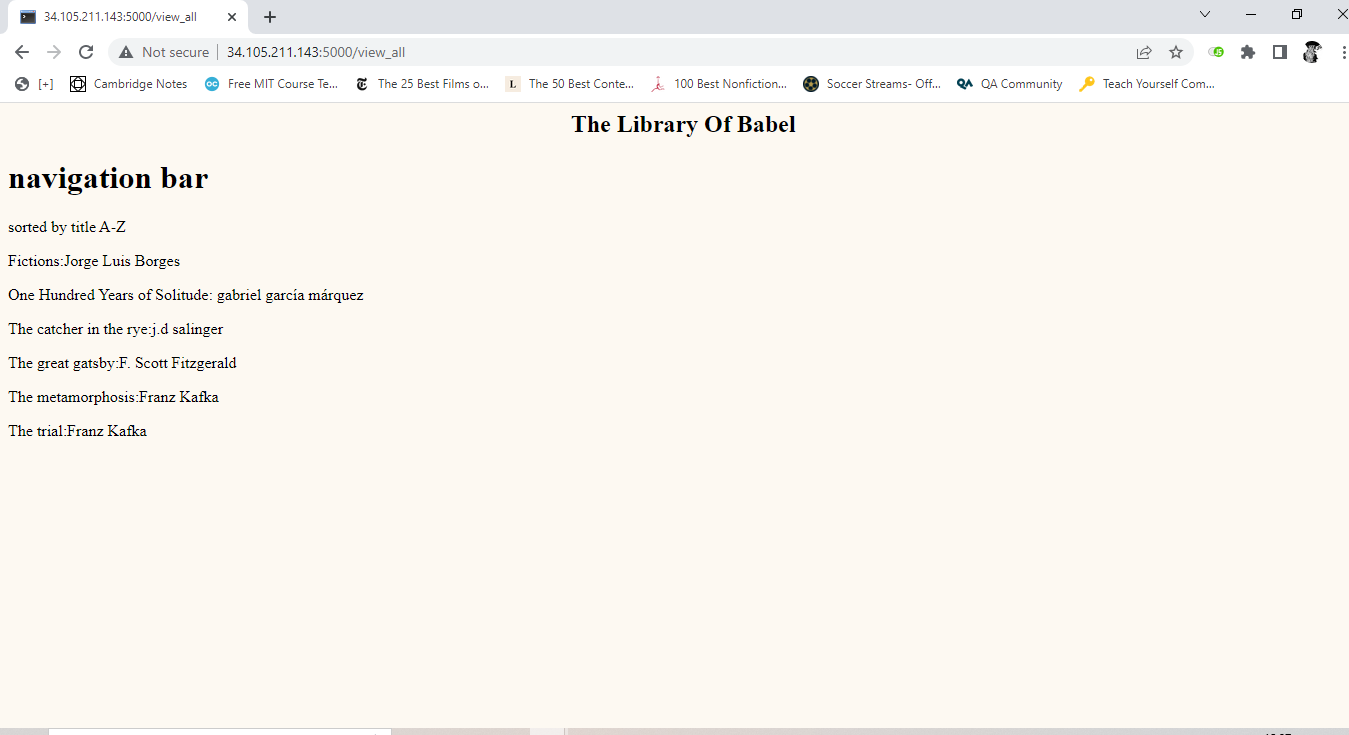 34.105.211.143:5000/view_all
Not secure 34.105.211.143:5000/view_all
[+] Cambridge Notes Free MIT Course Te... The 25 Best Films o... L The 50 Best Conte... 100 Best Nonfiction... Soccer Streams- Off... QA QA Community Teach Yourself Com...
The Library Of Babel
navigation bar
sorted by title A-Z
Fictions:Jorge Luis Borges
One Hundred Years of Solitude: gabriel garcía márquez
The catcher in the rye:j.d salinger
The great gatsby:F. Scott Fitzgerald
The metamorphosis:Franz Kafka
The trial:Franz Kafka